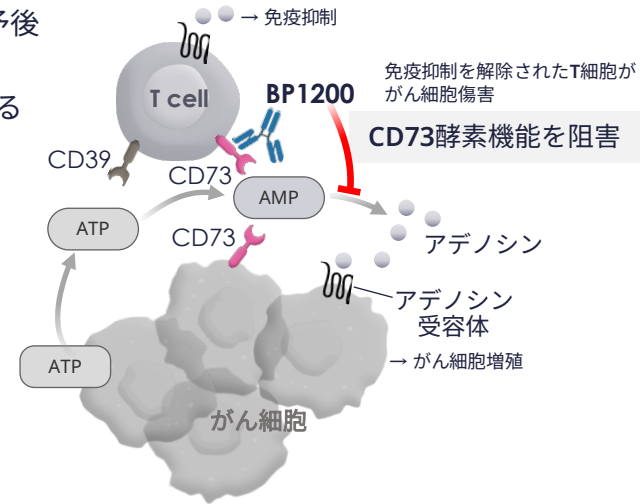 予後
→ 免疫抑制
免疫抑制を解除されたT細胞が
がん細胞傷害
T cell
BP1200
る
CD73酵素機能を阻害
CD39
CD73
AMP
ATP
CD73
アデノシン
アデノシン
受容体
ATP
→ がん細胞増殖
がん細胞